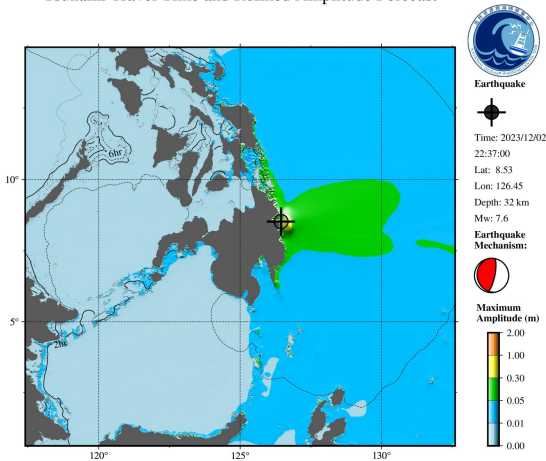 Tsunami Travel Time and Refined Amplitude Forecast
Earthquake
Time: 2023/12/02
22:37:00
Lat: 8.53
Lon: 126.45
Depth: 32 km
Mw: 7.6
Earthquake
Mechanism:
Maximum
Amplitude (m)
2.00
1.00
0.30
0.05
0.01
0.00
6hr
2hr
10°
5°
120°
125°
130°